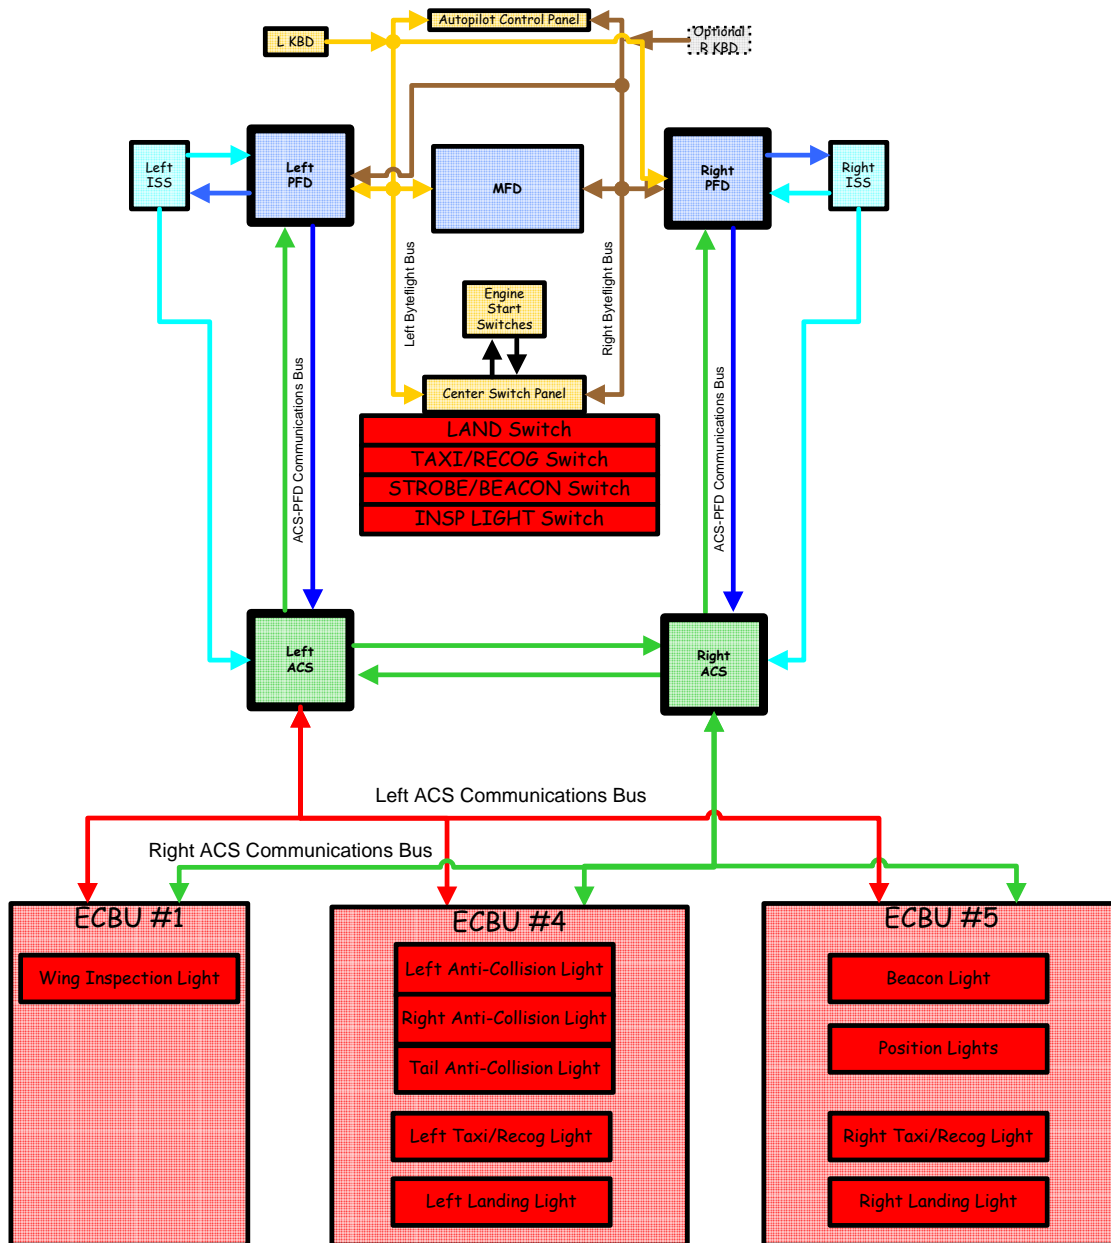 Autopilot Control Panel
L KBD
Optional
R KBD
Left
ISS
Left
PFD
MFD
Right
PFD
Right
ISS
Left Byteflight Bus
Right Byteflight Bus
Engine
Start
Switches
Center Switch Panel
ACS-PFD Communications Bus
ACS-PFD Communications Bus
LAND Switch
TAXI/RECOG Switch
STROBE/BEACON Switch
INSP LIGHT Switch
Left
ACS
Right
ACS
Left ACS Communications Bus
Right ACS Communications Bus
ECBU #1
Wing Inspection Light
ECBU #4
Left Anti-Collision Light
Right Anti-Collision Light
Tail Anti-Collision Light
Left Taxi/Recog Light
Left Landing Light
ECBU #5
Beacon Light
Position Lights
Right Taxi/Recog Light
Right Landing Light